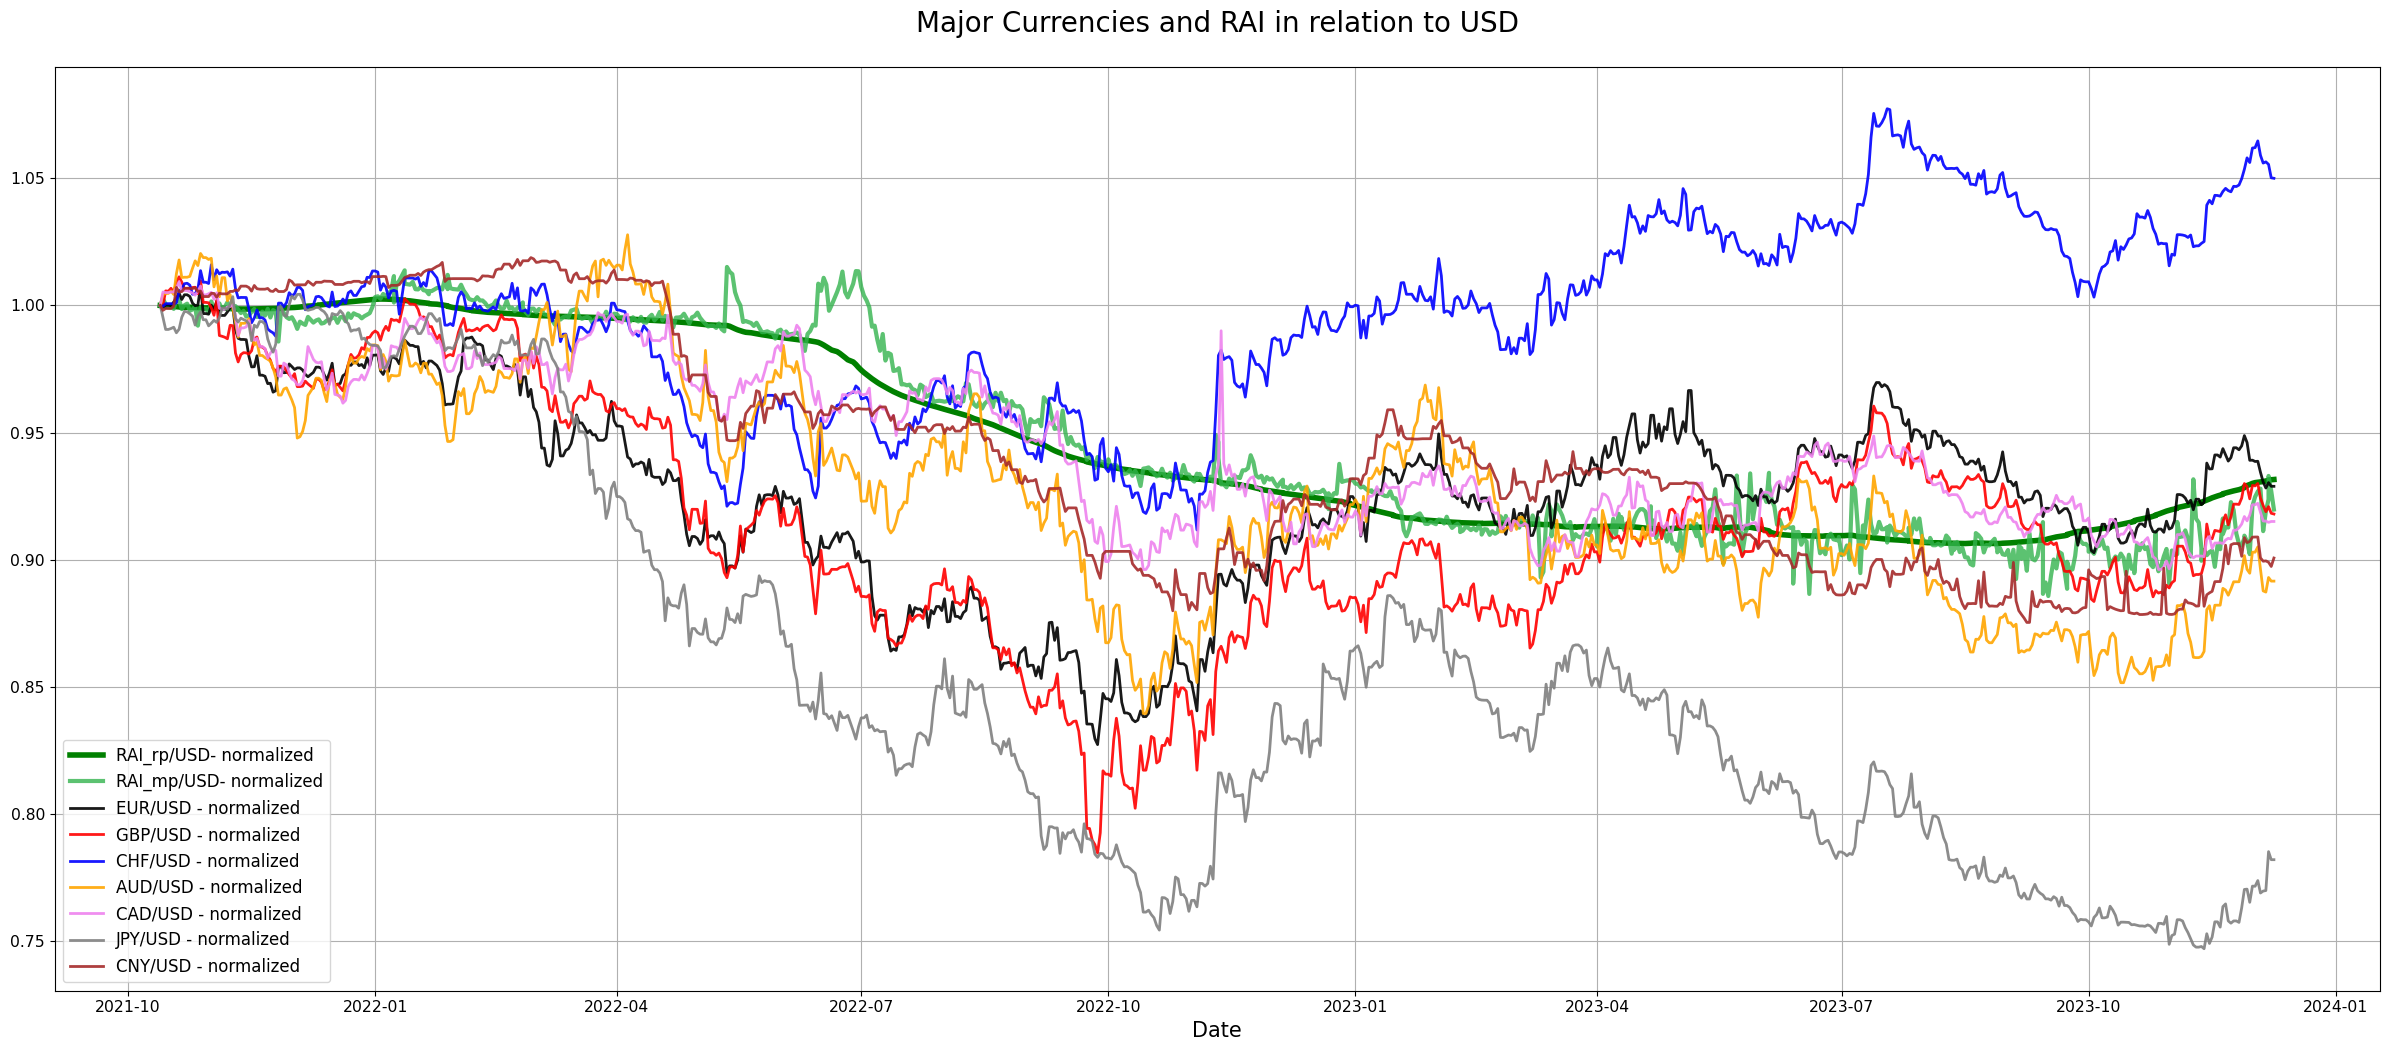 Major Currencies and RAI in relation to USD
1.05
1.00
0.95
0.90
0.85
0.80
0.75
RAI_rp/USD- normalized
RAI_mp/USD- normalized
EUR/USD - normalized
GBP/USD - normalized
CHF/USD - normalized
AUD/USD - normalized
CAD/USD - normalized
JPY/USD - normalized
CNY/USD - normalized
2021-10 2022-01 2022-04 2022-07 2022-10 2023-01 2023-04 2023-07 2023-10 2024-01
Date